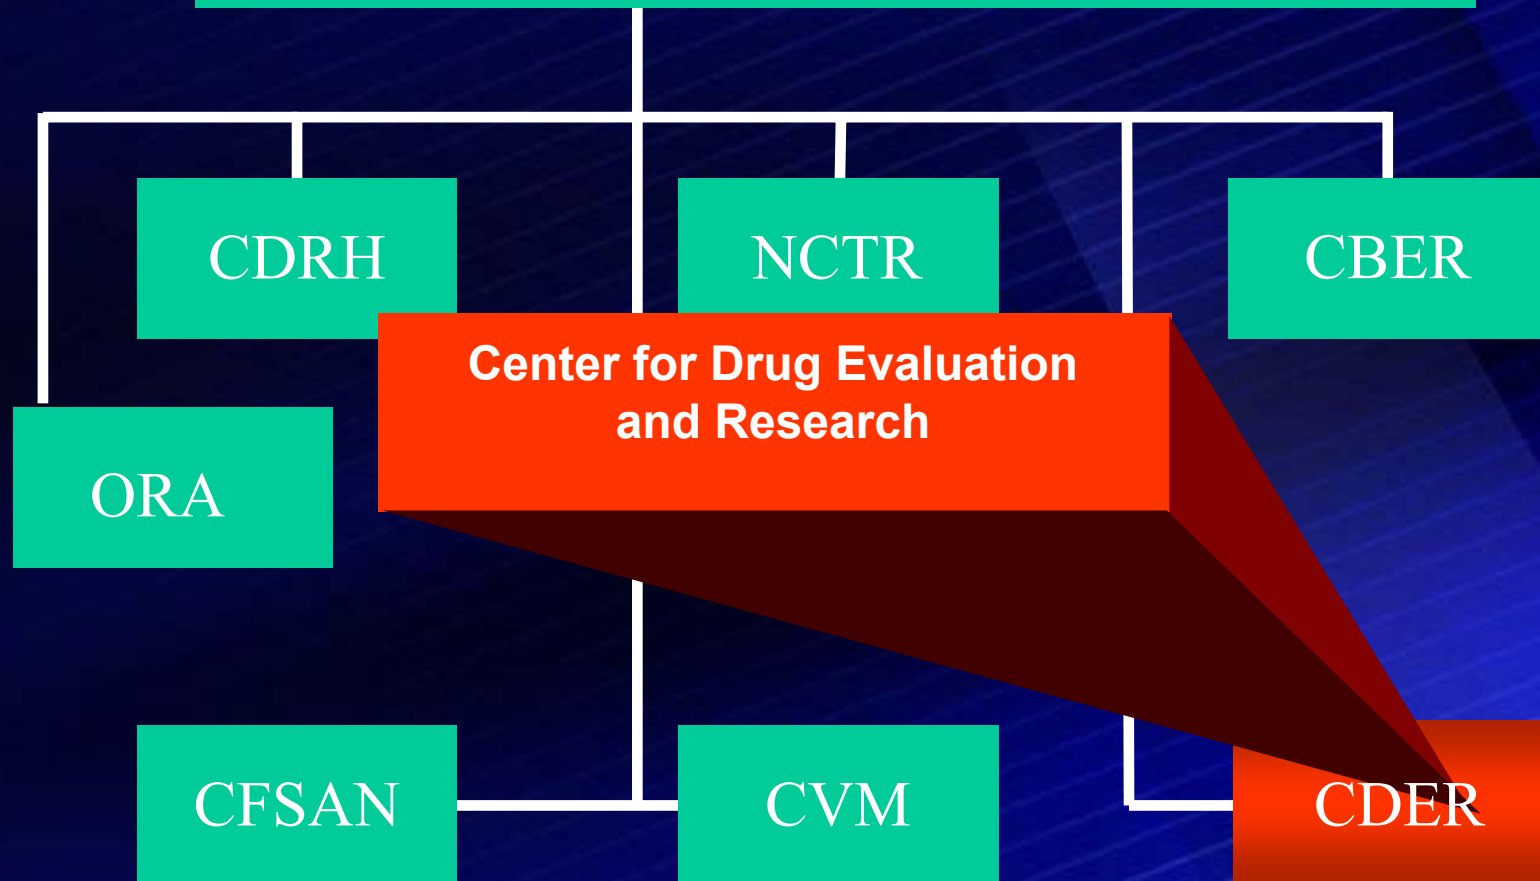 CDRH
NCTR
CBER
Center for Drug Evaluation
and Research
ORA
CFSAN
CVM
CDER